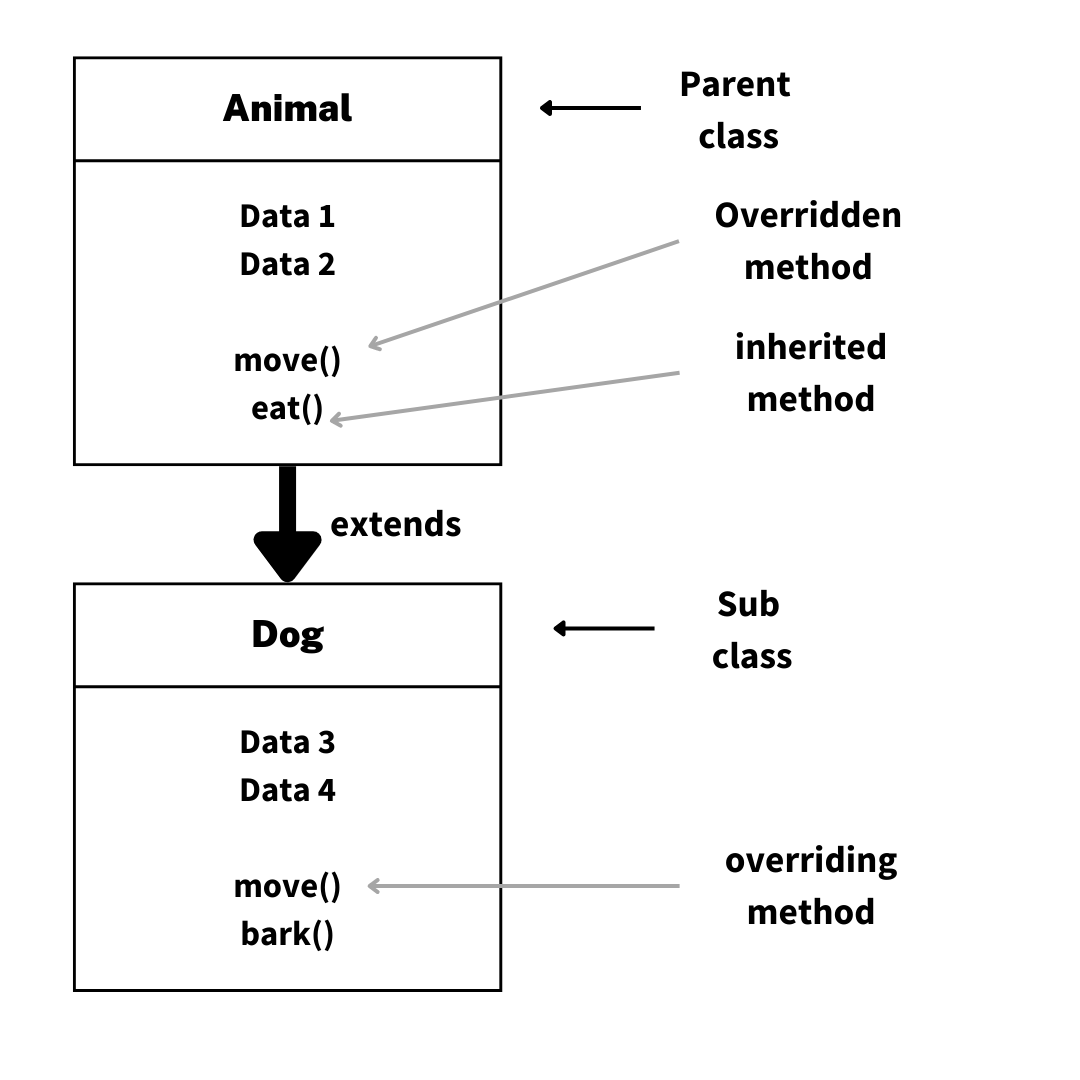 Animal
Parent
class
Data 1
Data 2
Overridden
method
move()
eat()
inherited
method
extends
Dog
Sub
class
Data 3
Data 4
move()
bark()
overriding
method